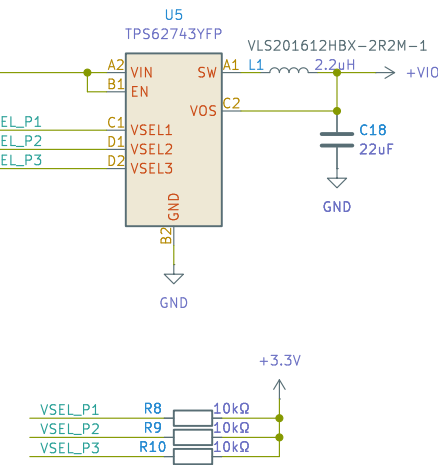 U5
TPS62743YFP
VLS201612HBX-2R2M-1
A2 VIN SW A1 L1 2.2uH +VIO
B1 EN
VOS C2
EL_P1 C1 VSEL1 C18
EL_P2 D1 VSEL2 22uF
EL_P3 D2 VSEL3
GND
GND
B2
GND
+3.3V
VSEL_P1 R8 10kΩ
VSEL_P2 R9 10kΩ
VSEL_P3 R10 10kΩ